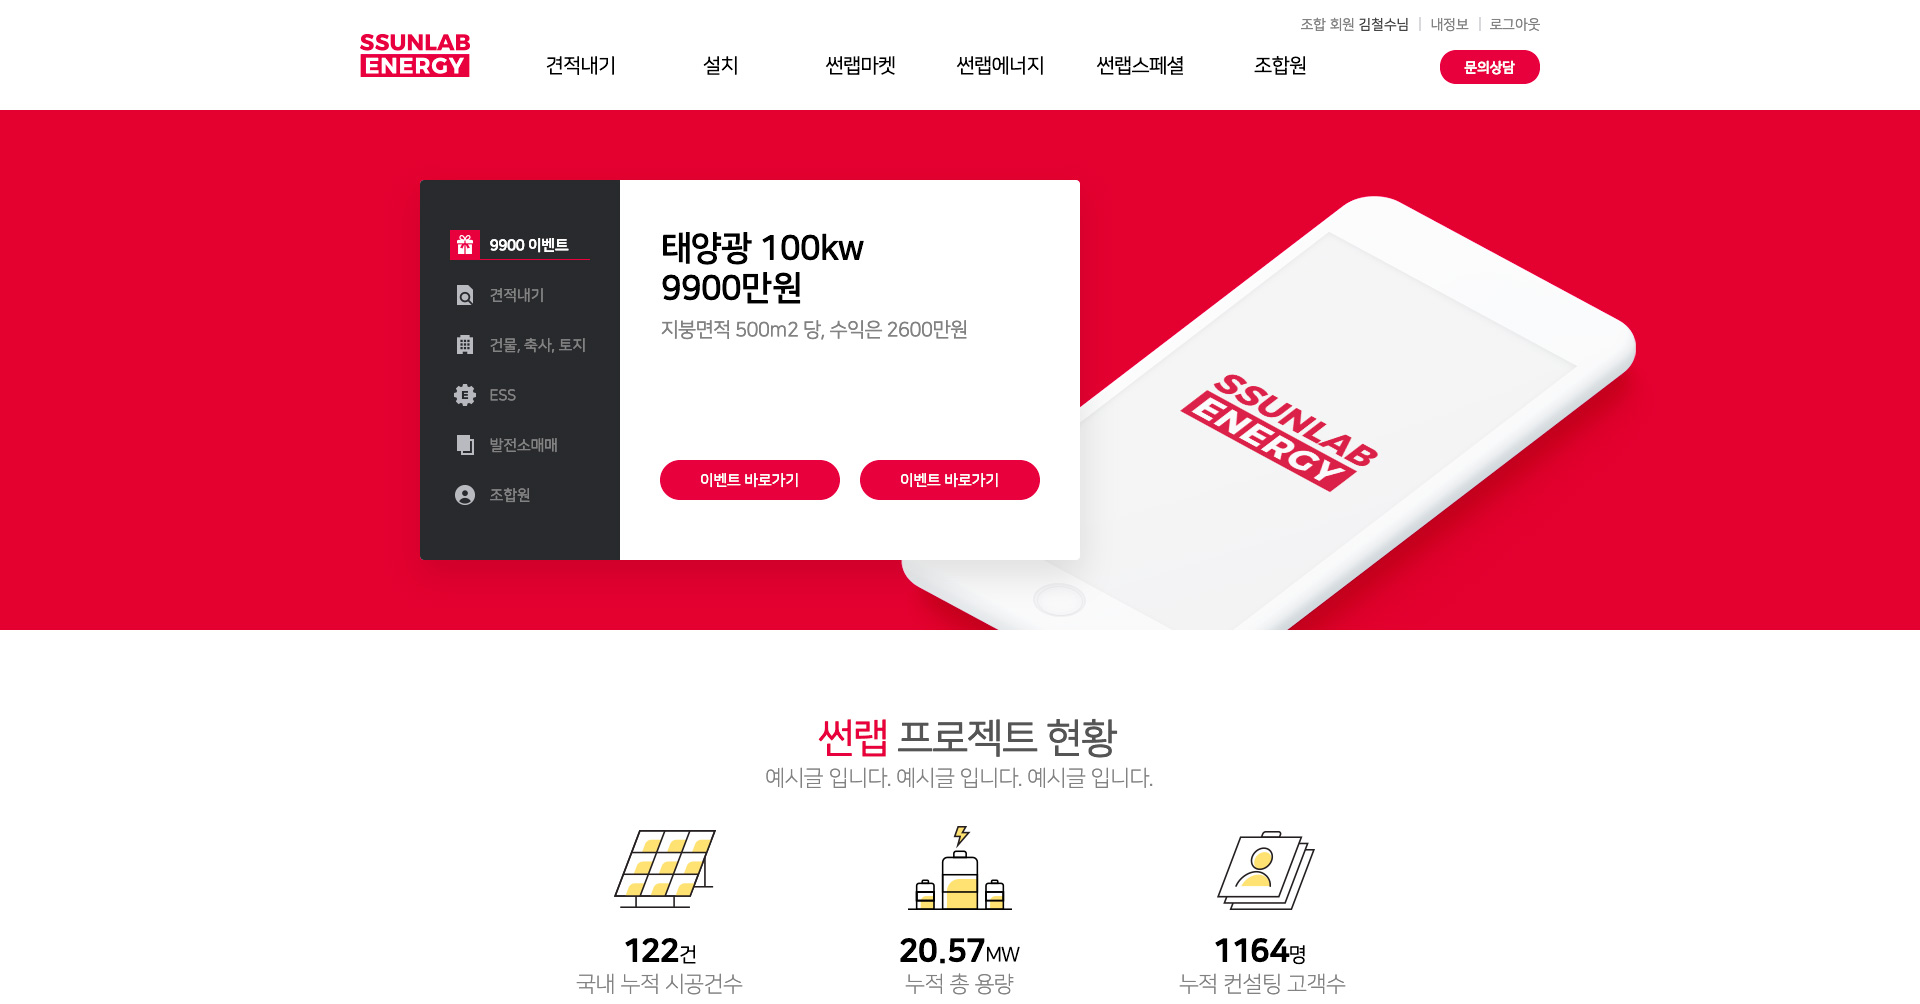 조합 회원 김철수님 | 내정보 | 로그아웃
SSUNLAB
ENERGY
견적내기 설치 썬랩마켓 썬랩에너지 썬랩스페셜 조합원
문의상담
9900 이벤트
견적내기
건물, 축사, 토지
ESS
발전소매매
조합원
태양광 100kw
9900만원
지붕면적 500m2 당, 수익은 2600만원
이벤트 바로가기 이벤트 바로가기
SSUNLAB
ENERGY
썬랩 프로젝트 현황
예시글 입니다. 예시글 입니다. 예시글 입니다.
122건 20.57MW 1164명
국내 누적 시공건수 누적 총 용량 누적 컨설팅 고객수